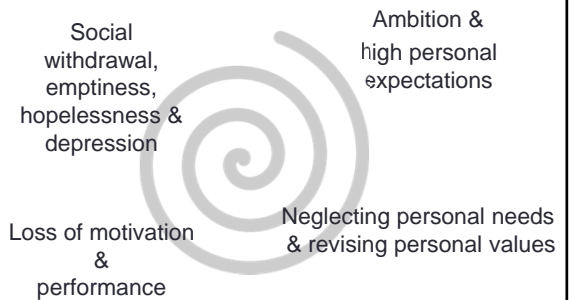 Social
withdrawal,
emptiness,
hopelessness &
depression
Ambition &
high personal
expectations
Loss of motivation
&
performance
Neglecting personal needs
& revising personal values